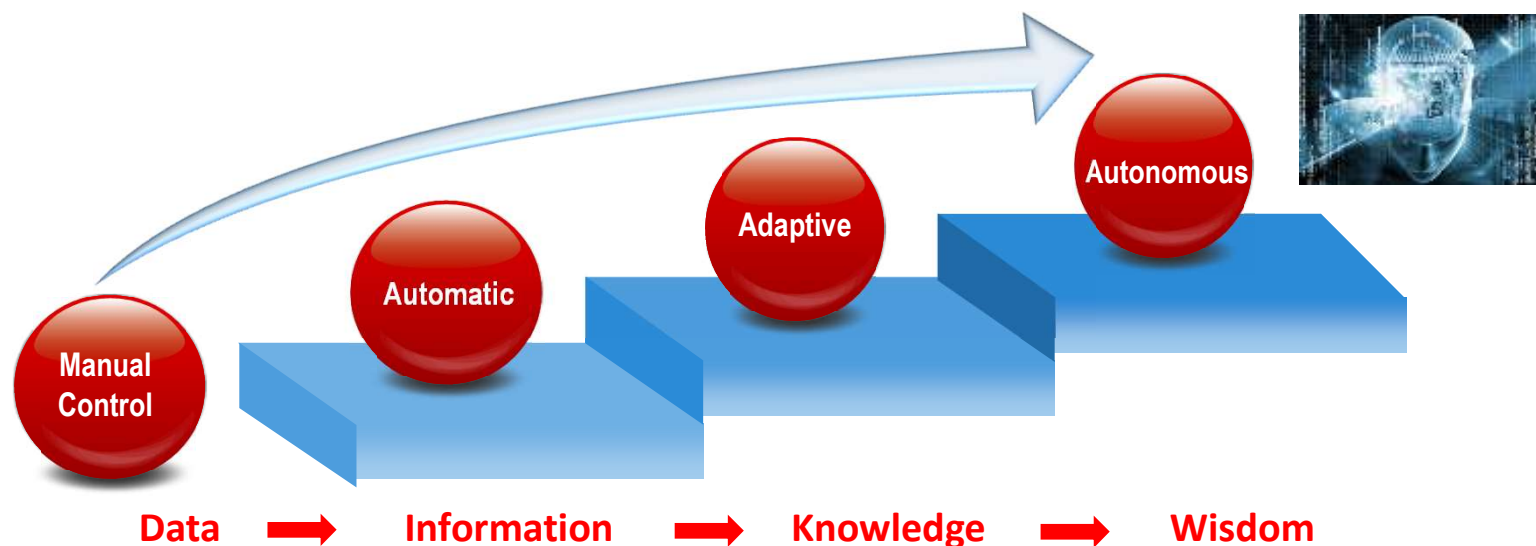 Autonomous
Adaptive
Automatic
Manual
Control
Data Information Knowledge Wisdom